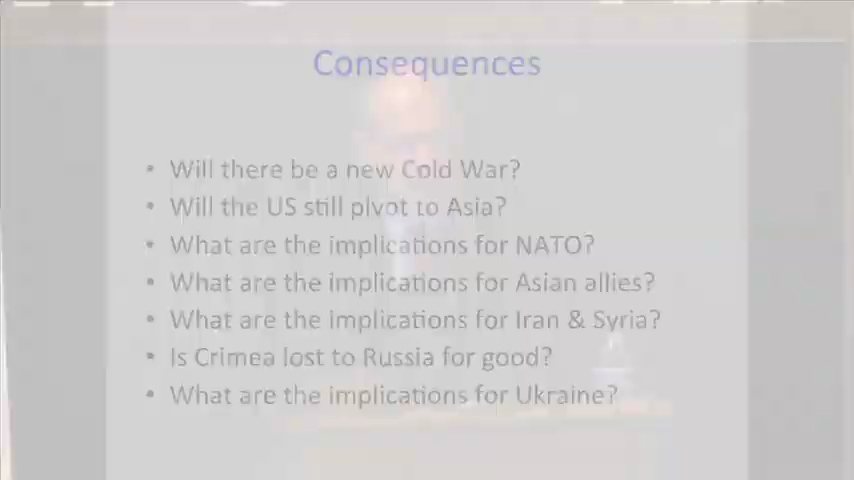 Consequences
• Will there be a new Cold War?
• Will the US still pivot to Asia?
• What are the implications for NATO?
• What are the implications for Asian allies?
• What are the implications for Iran & Syria?
• Is Crimea lost to Russia for good?
• What are the implications for Ukraine?